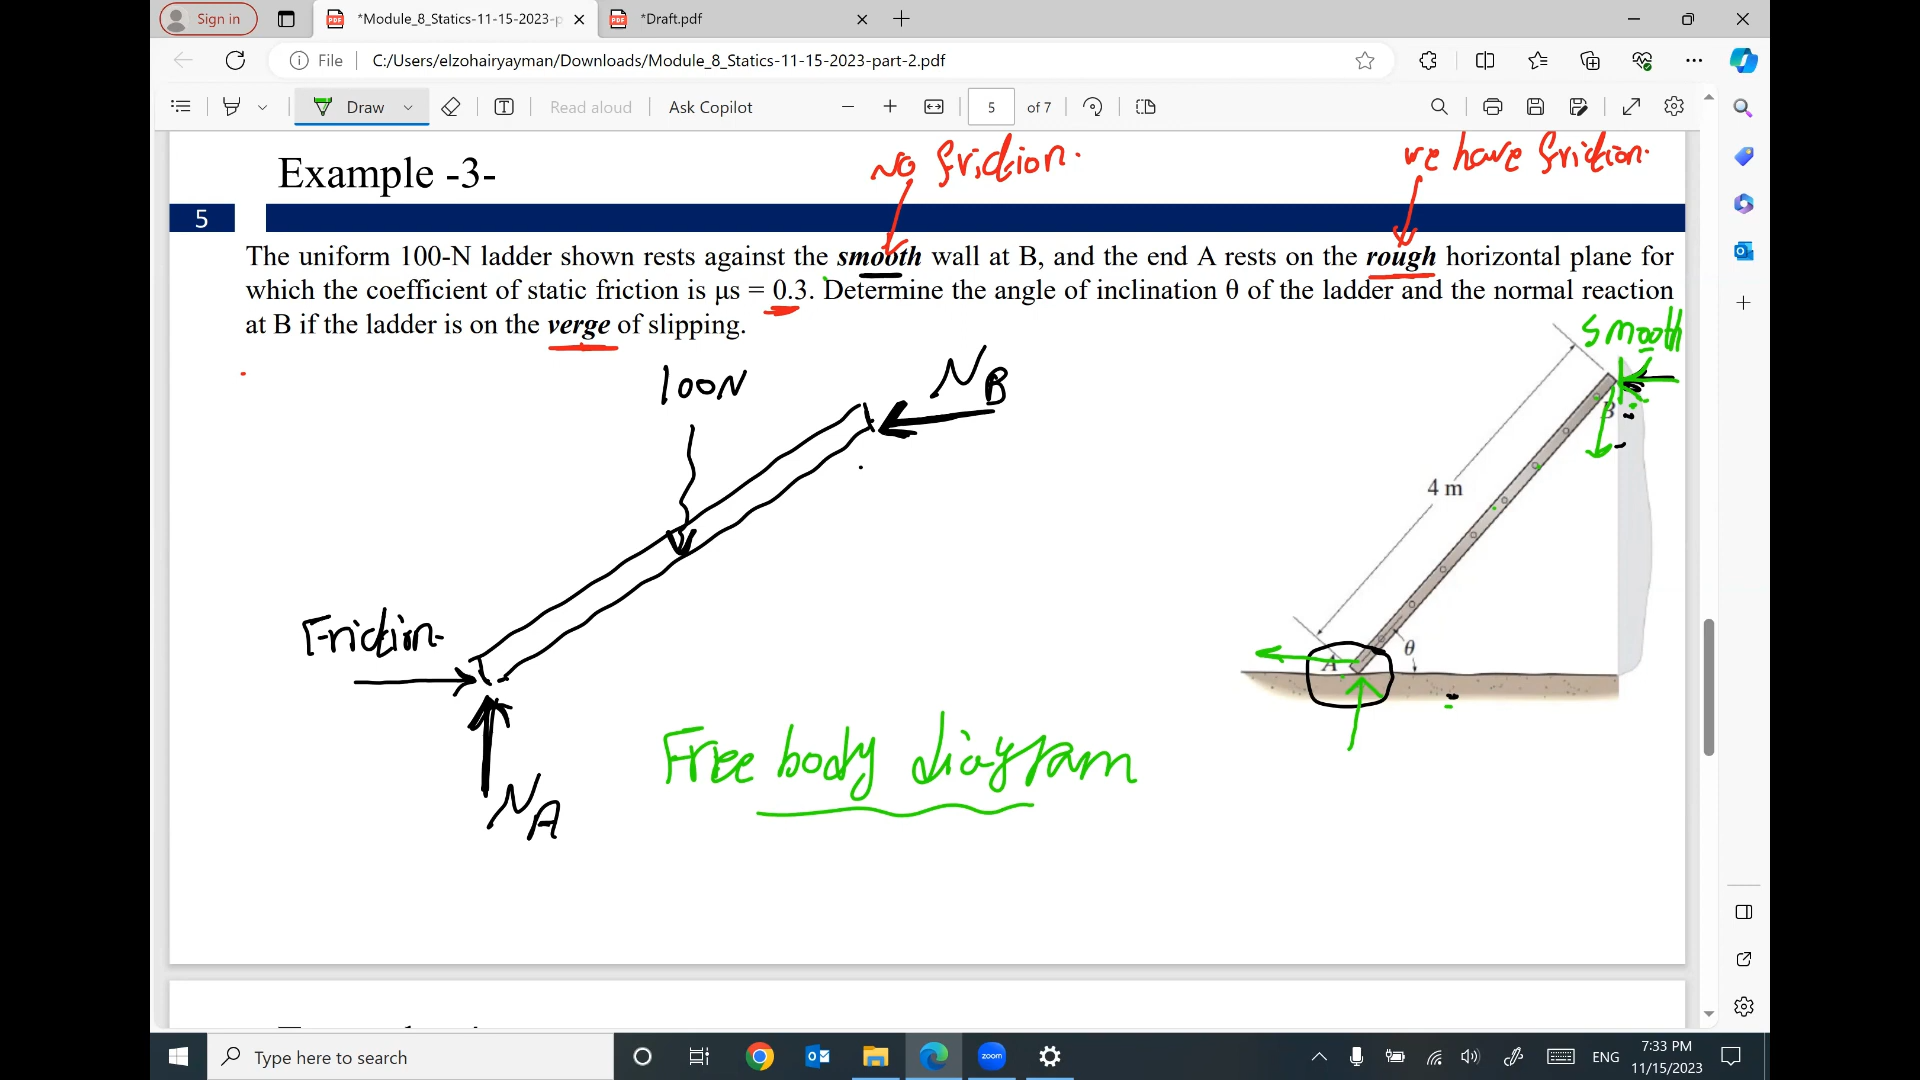 Sign in
*Module_8_Statics-11-15-2023-p
*Draft.pdf
File
C:/Users/elzohairyayman/Downloads/Module_8_Statics-11-15-2023-part-2.pdf
Draw
Read aloud
Ask Copilot
5 of 7
No friction.
we have friction.
Example -3-
5
The uniform 100-N ladder shown rests against the smooth wall at B, and the end A rests on the rough horizontal plane for
which the coefficient of static friction is μs = 0.3. Determine the angle of inclination θ of the ladder and the normal reaction
at B if the ladder is on the verge of slipping.
smooth
100N
NB
B
4 m
Friction
A
θ
Free body diagram
NA
Type here to search
zoom
ENG
7:33 PM
11/15/2023